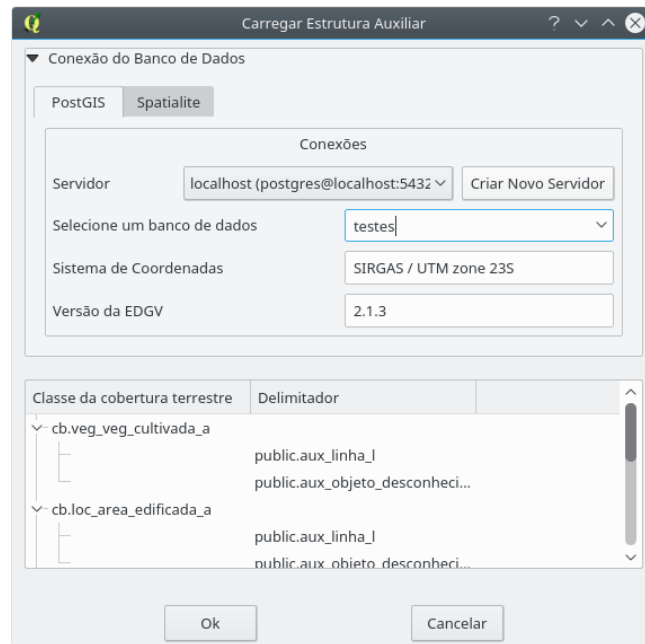 Carregar Estrutura Auxiliar
Conexão do Banco de Dados
PostGIS Spatialite
Conexões
Servidor localhost (postgres@localhost:5432 Criar Novo Servidor
Selecione um banco de dados testes
Sistema de Coordenadas SIRGAS / UTM zone 23S
Versão da EDGV 2.1.3
Classe da cobertura terrestre Delimitador
cb.veg_veg_cultivada_a
public.aux_linha_l
public.aux_objeto_desconheci...
cb.loc_area_edificada_a
public.aux_linha_l
public.aux_objeto_desconheci...
Ok Cancelar